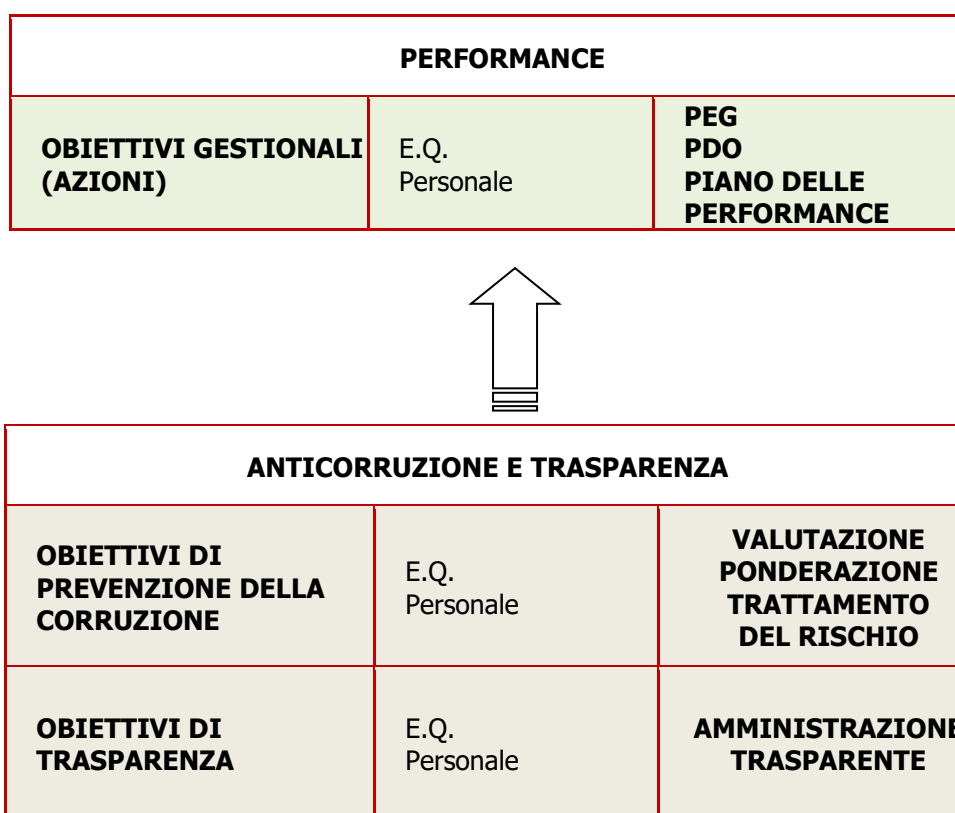 PERFORMANCE
OBIETTIVI GESTIONALI
(AZIONI)
E.Q.
Personale
PEG
PDO
PIANO DELLE
PERFORMANCE
ANTICORRUZIONE E TRASPARENZA
OBIETTIVI DI
PREVENZIONE DELLA
CORRUZIONE
E.Q.
Personale
VALUTAZIONE
PONDERAZIONE
TRATTAMENTO
DEL RISCHIO
OBIETTIVI DI
TRASPARENZA
E.Q.
Personale
AMMINISTRAZIONE
TRASPARENTE